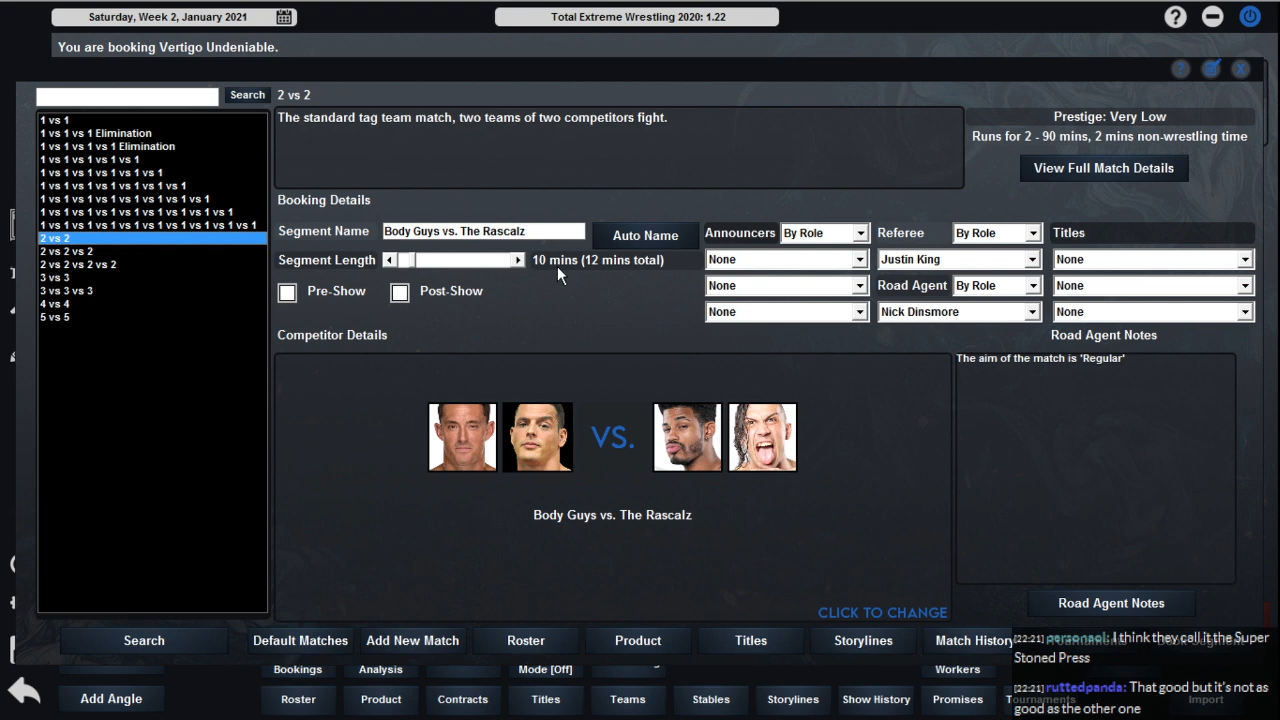 Saturday, Week 2, January 2021
Total Extreme Wrestling 2020: 1.22
?
You are booking Vertigo Undeniable.
? X
Search
2 vs 2
1 vs 1
1 vs 1 vs 1 Elimination
1 vs 1 vs 1 vs 1 Elimination
1 vs 1 vs 1 vs 1
1 vs 1 vs 1 vs 1 vs 1
1 vs 1 vs 1 vs 1 vs 1 vs 1
1 vs 1 vs 1 vs 1 vs 1 vs 1 vs 1
1 vs 1 vs 1 vs 1 vs 1 vs 1 vs 1 vs 1
1 vs 1 vs 1 vs 1 vs 1 vs 1 vs 1 vs 1 vs 1
2 vs 2
2 vs 2 vs 2
2 vs 2 vs 2 vs 2
3 vs 3
3 vs 3 vs 3
4 vs 4
5 vs 5
The standard tag team match, two teams of two competitors fight.
Prestige: Very Low
Runs for 2 - 90 mins, 2 mins non-wrestling time
View Full Match Details
Booking Details
Segment Name Body Guys vs. The Rascalz Auto Name
Segment Length 10 mins (12 mins total)
Pre-Show Post-Show
Announcers By Role Referee By Role Titles
None Justin King None
None Road Agent By Role None
None Nick Dinsmore None
Competitor Details
Road Agent Notes
The aim of the match is 'Regular'
VS.
Body Guys vs. The Rascalz
CLICK TO CHANGE
Road Agent Notes
Search Default Matches Add New Match Roster Product Titles Storylines Match History
[22:21] personaol: I think they call it the Super
Stoned Press
Bookings Analysis Mode [Off] Workers
[22:21] ruttedpanda: That good but it's not as
good as the other one
Add Angle Roster Product Contracts Titles Teams Stables Storylines Show History Promises Tournaments Import